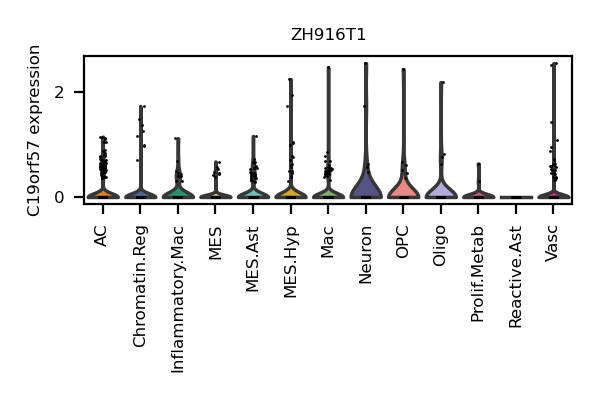 ZH916T1
C19orf57 expression
2
0
AC
Chromatin.Reg
Inflammatory.Mac
MES
MES.Ast
MES.Hyp
Mac
Neuron
OPC
Oligo
Prolif.Metab
Reactive.Ast
Vasc